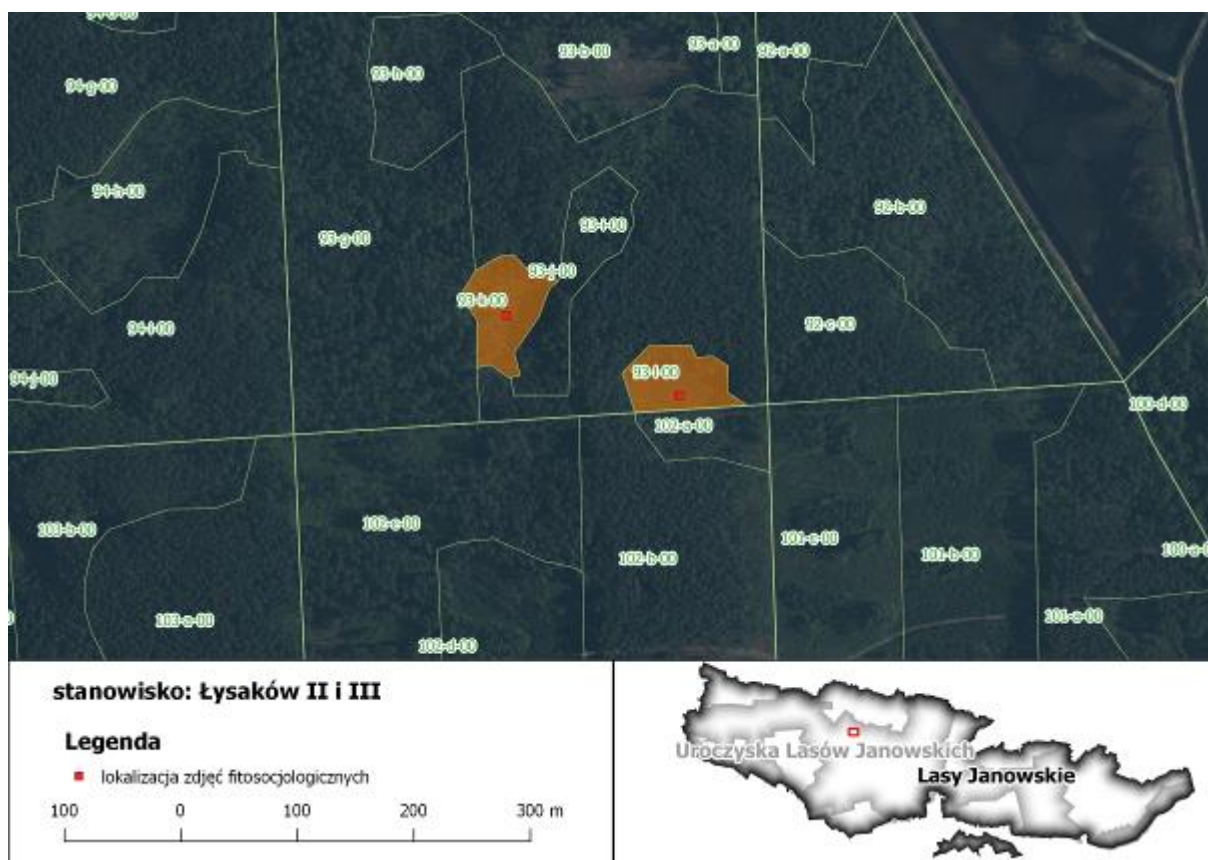 94-g-00
93-h-00
93-b-00
93-a-00
92-a-00
94-h-00
93-g-00
93-i-00
92-b-00
93-j-00
93-k-00
94-i-00
92-c-00
94-j-00
93-l-00
100-d-00
102-a-00
103-b-00
102-c-00
102-b-00
101-c-00
101-b-00
103-a-00
102-d-00
stanowisko: Łysaków II i III
Legenda
lokalizacja zdjęć fitosocjologicznych
100 0 100 200 300 m
Uroczyska Lasów Janowskich
Lasy Janowskie